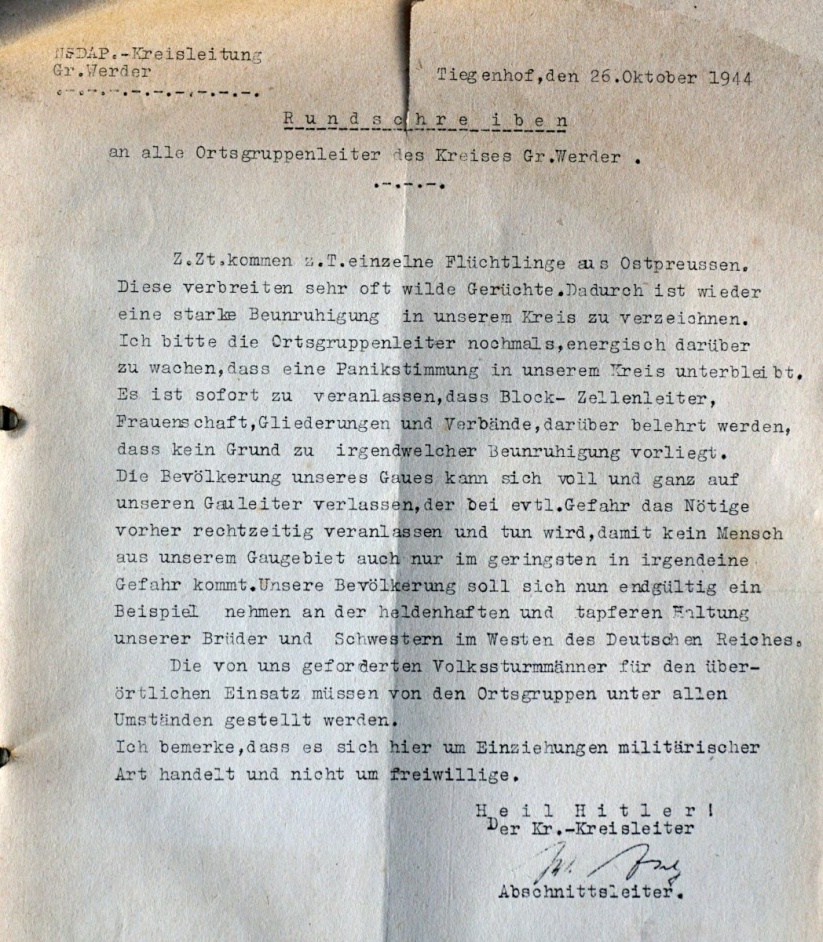 NSDAP.-Kreisleitung
Gr.Werder
Tiegenhof,den 26.Oktober 1944
Rundschreiben
an alle Ortsgruppenleiter des Kreises Gr.Werder .
Z.Zt.kommen z.T.einzelne Flüchtlinge aus Ostpreussen.
Diese verbreiten sehr oft wilde Gerüchte.Dadurch ist wieder
eine starke Beunruhigung in unserem Kreis zu verzeichnen.
Ich bitte die Ortsgruppenleiter nochmals,energisch darüber
zu wachen,dass eine Panikstimmung in unserem Kreis unterbleibt.
Es ist sofort zu veranlassen,dass Block- Zellenleiter,
Frauenschaft,Gliederungen und Verbände,darüber belehrt werden,
dass kein Grund zu irgendwelcher Beunruhigung vorliegt.
Die Bevölkerung unseres Gaues kann sich voll und ganz auf
unseren Gauleiter verlassen,der bei evtl.Gefahr das Nötige
vorher rechtzeitig veranlassen und tun wird,damit kein Mensch
aus unserem Gaugebiet auch nur im geringsten in irgendeine
Gefahr kommt.Unsere Bevölkerung soll sich nun endgültig ein
Beispiel nehmen an der heldenhaften und tapferen Haltung
unserer Brüder und Schwestern im Westen des Deutschen Reiches.
Die von uns geforderten Volkssturmmänner für den über-
örtlichen Einsatz müssen von den Ortsgruppen unter allen
Umständen gestellt werden.
Ich bemerke,dass es sich hier um Einziehungen militärischer
Art handelt und nicht um freiwillige.
Heil Hitler!
Der Kr.-Kreisleiter
Abschnittsleiter.